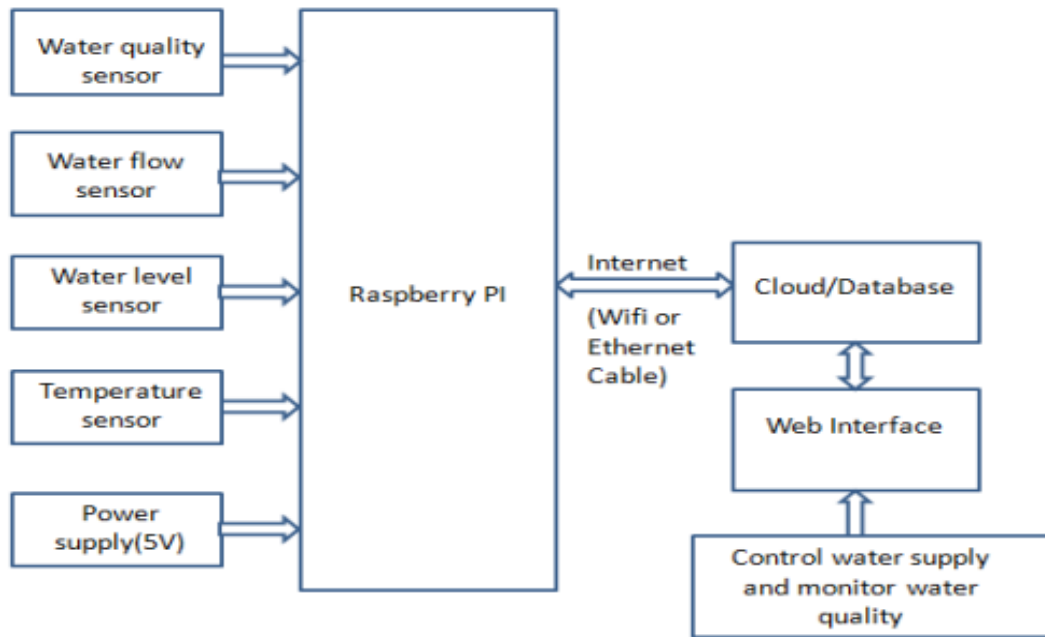 Water quality
sensor
Water flow
sensor
Water level
sensor
Temperature
sensor
Power
supply(5V)
Raspberry PI
Internet
(Wifi or
Ethernet
Cable)
Cloud/Database
Web Interface
Control water supply
and monitor water
quality